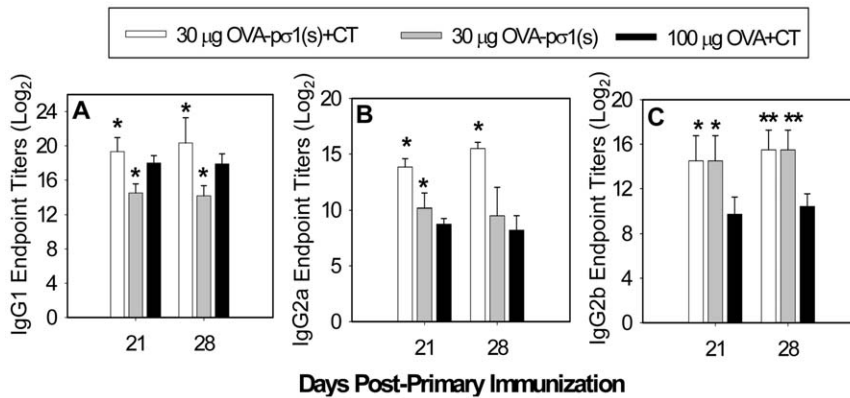 30 μg OVA-pσ1(s)+CT 30 μg OVA-pσ1(s) 100 μg OVA+CT
IgG1 Endpoint Titers (Log2)
24
20
16
12
8
4
0
A
* * * *
21 28
IgG2a Endpoint Titers (Log2)
20
15
10
5
0
B
* * *
21 28
IgG2b Endpoint Titers (Log2)
20
16
12
8
4
0
C
* * ** **
21 28
Days Post-Primary Immunization